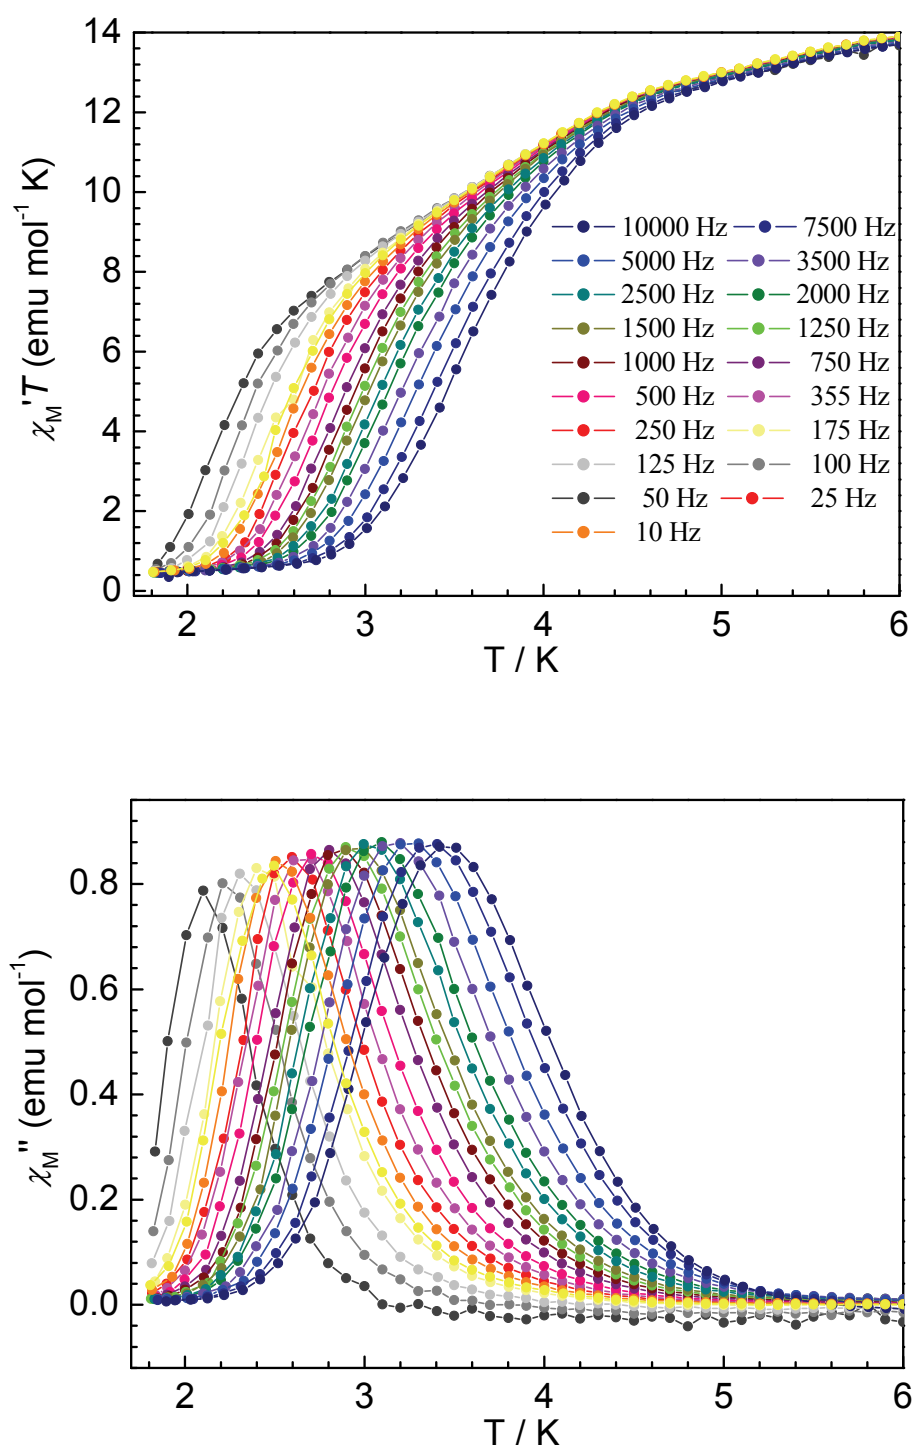 14
12
10
8
6
4
2
0
χM'T (emu mol-1 K)
10000 Hz 7500 Hz
5000 Hz 3500 Hz
2500 Hz 2000 Hz
1500 Hz 1250 Hz
1000 Hz 750 Hz
500 Hz 355 Hz
250 Hz 175 Hz
125 Hz 100 Hz
50 Hz 25 Hz
10 Hz
2 3 4 5 6
T / K
0.8
0.6
0.4
0.2
0.0
χM" (emu mol-1)
2 3 4 5 6
T / K